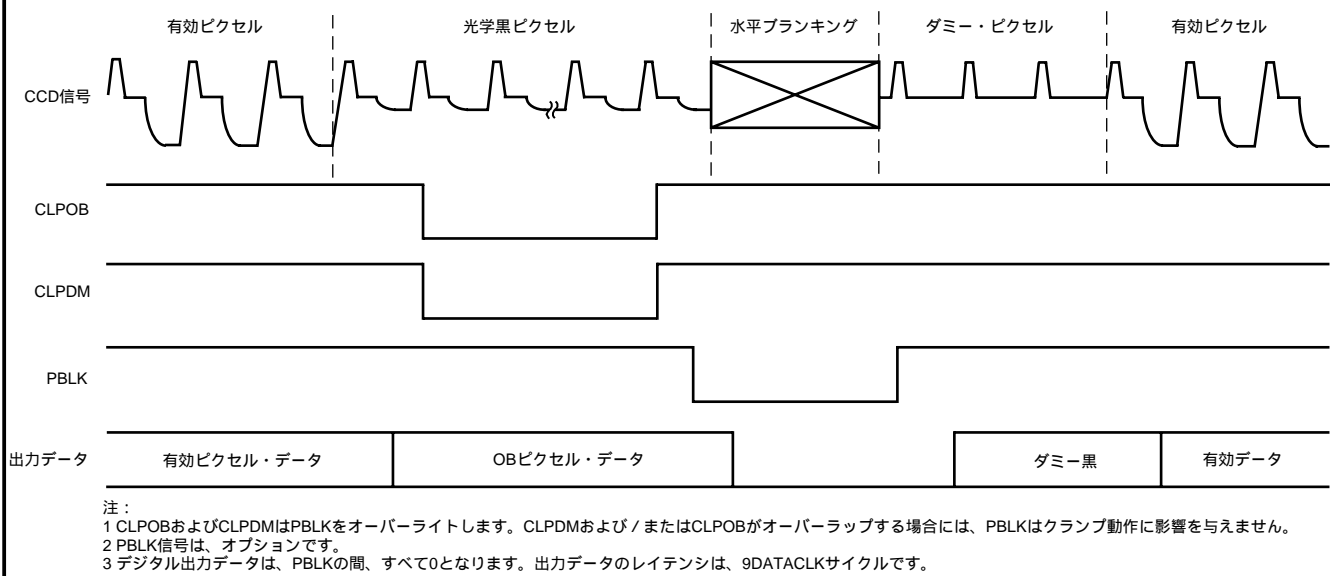 有効ピクセル 光学黒ピクセル 水平ブランキング ダミー・ピクセル 有効ピクセル
CCD信号
CLPOB
CLPDM
PBLK
出力データ 有効ピクセル・データ OBピクセル・データ ダミー黒 有効データ
注：
1 CLPOBおよびCLPDMはPBLKをオーバーライトします。CLPDMおよび／またはCLPOBがオーバーラップする場合には、PBLKはクランプ動作に影響を与えません。
2 PBLK信号は、オプションです。
3 デジタル出力データは、PBLKの間、すべて0となります。出力データのレイテンシは、9DATACLKサイクルです。